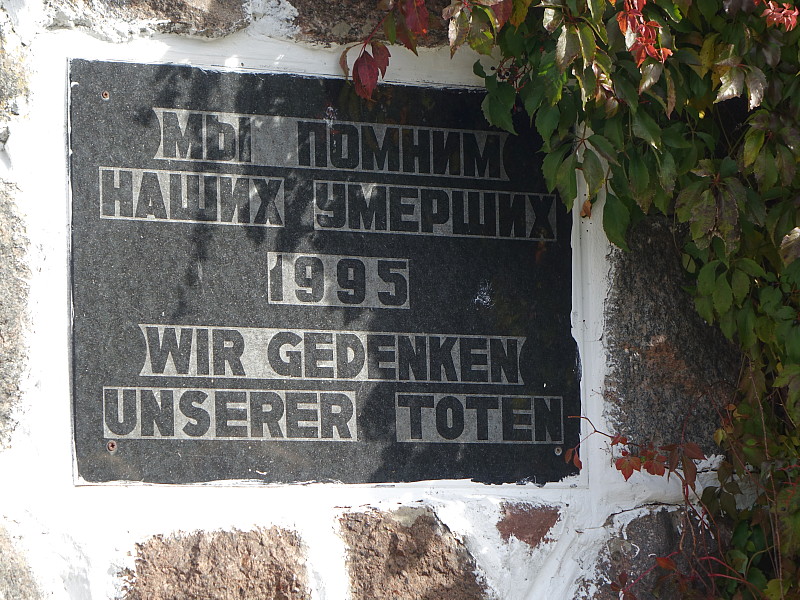 МЫ ПОМНИМ
НАШИХ УМЕРШИХ
1995
WIR GEDENKEN
UNSERER TOTEN